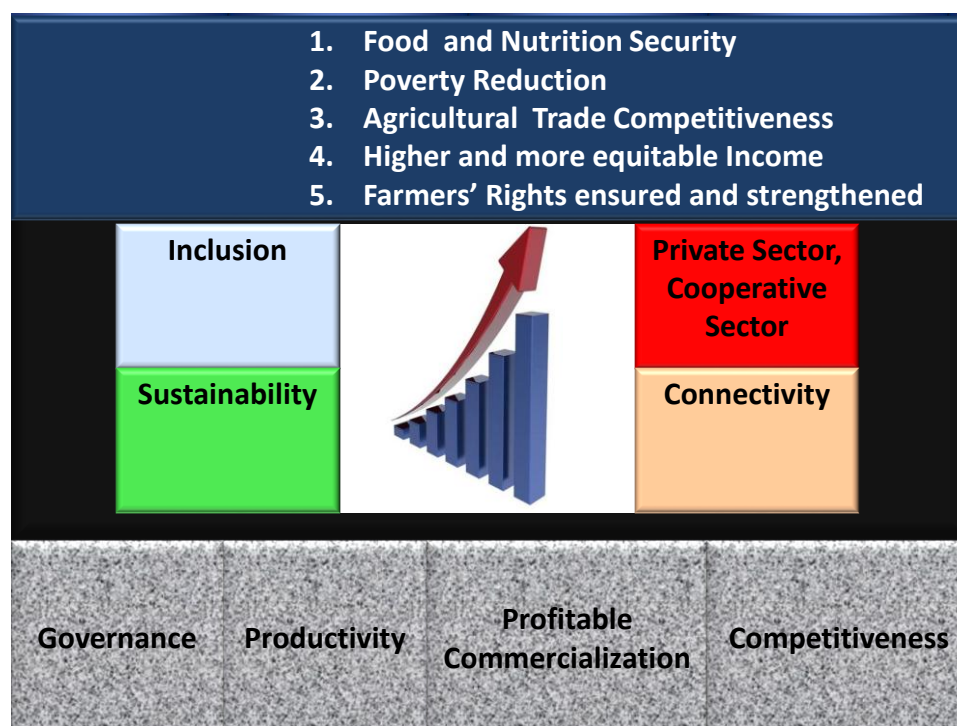 1. Food and Nutrition Security
2. Poverty Reduction
3. Agricultural Trade Competitiveness
4. Higher and more equitable Income
5. Farmers’ Rights ensured and strengthened
Inclusion
Private Sector,
Cooperative
Sector
Sustainability
Connectivity
Governance
Productivity
Profitable
Commercialization
Competitiveness